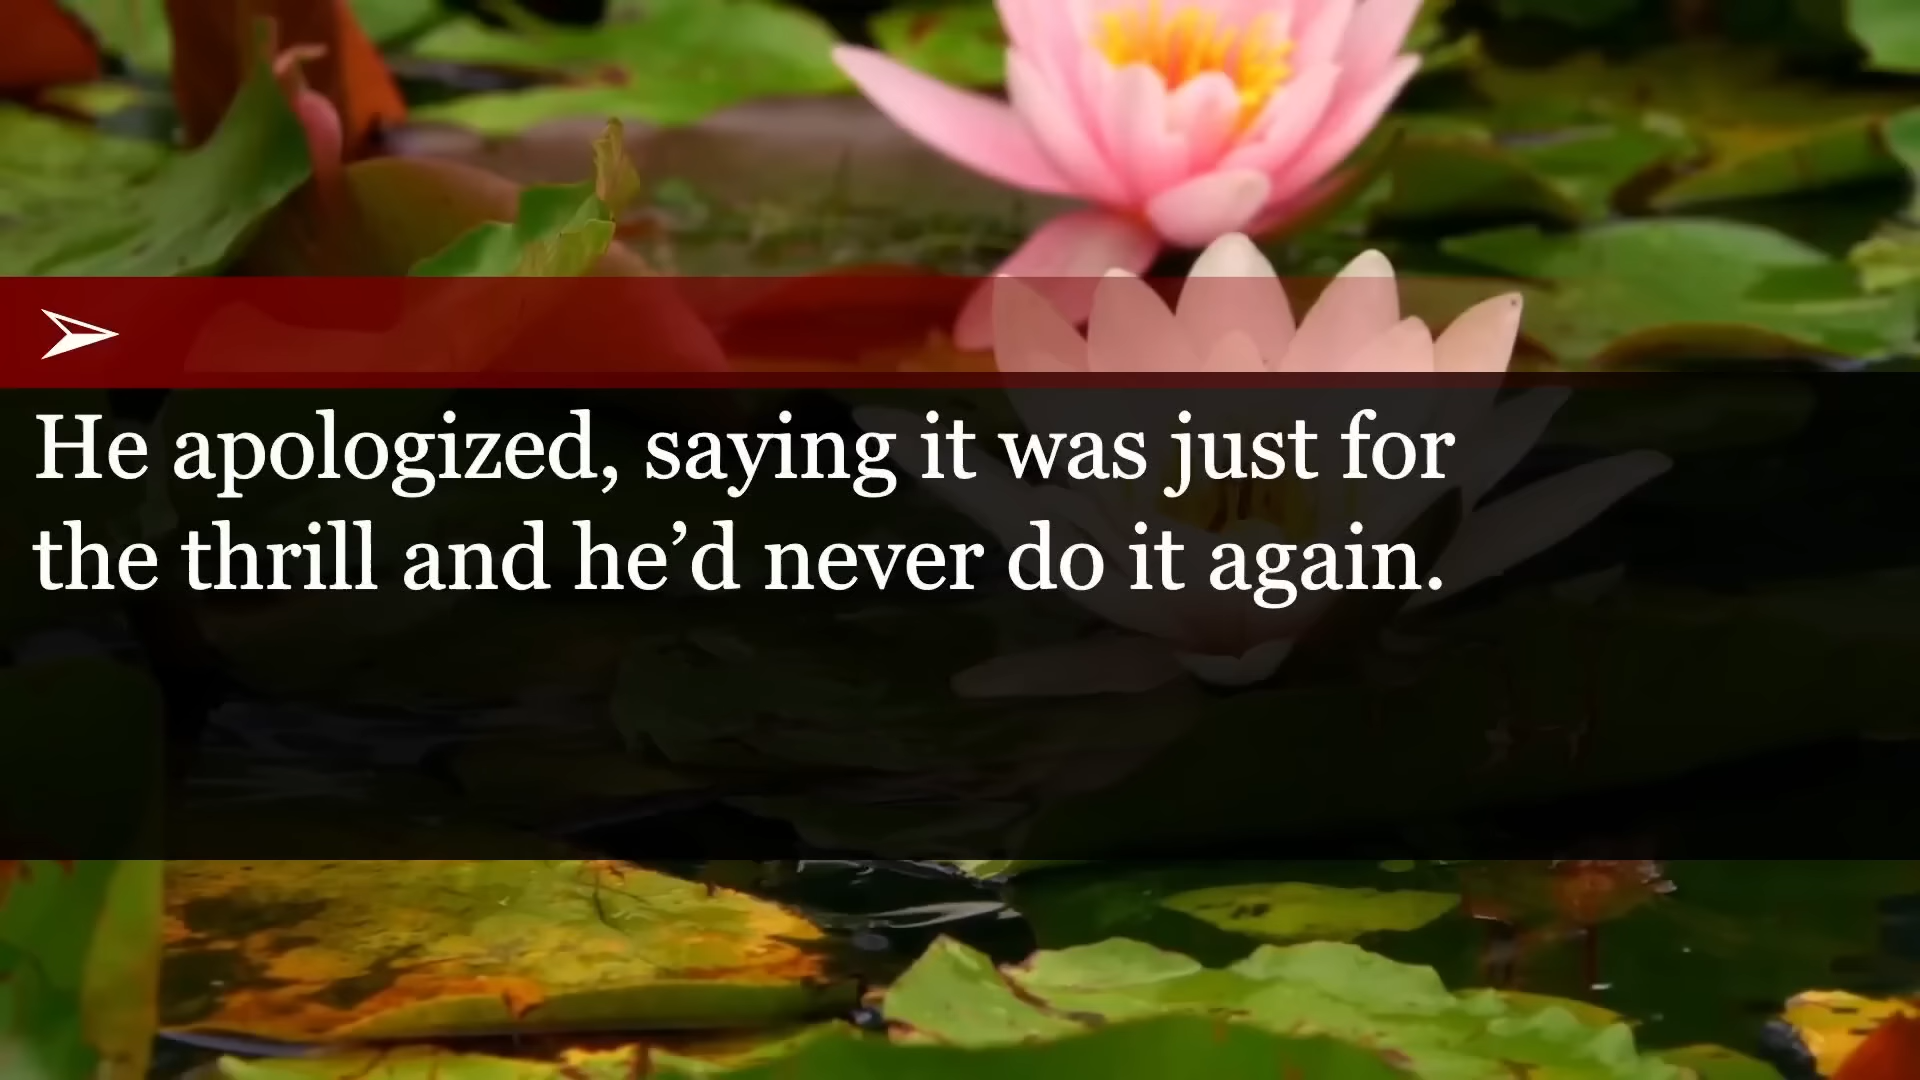 He apologized, saying it was just for
the thrill and he’d never do it again.